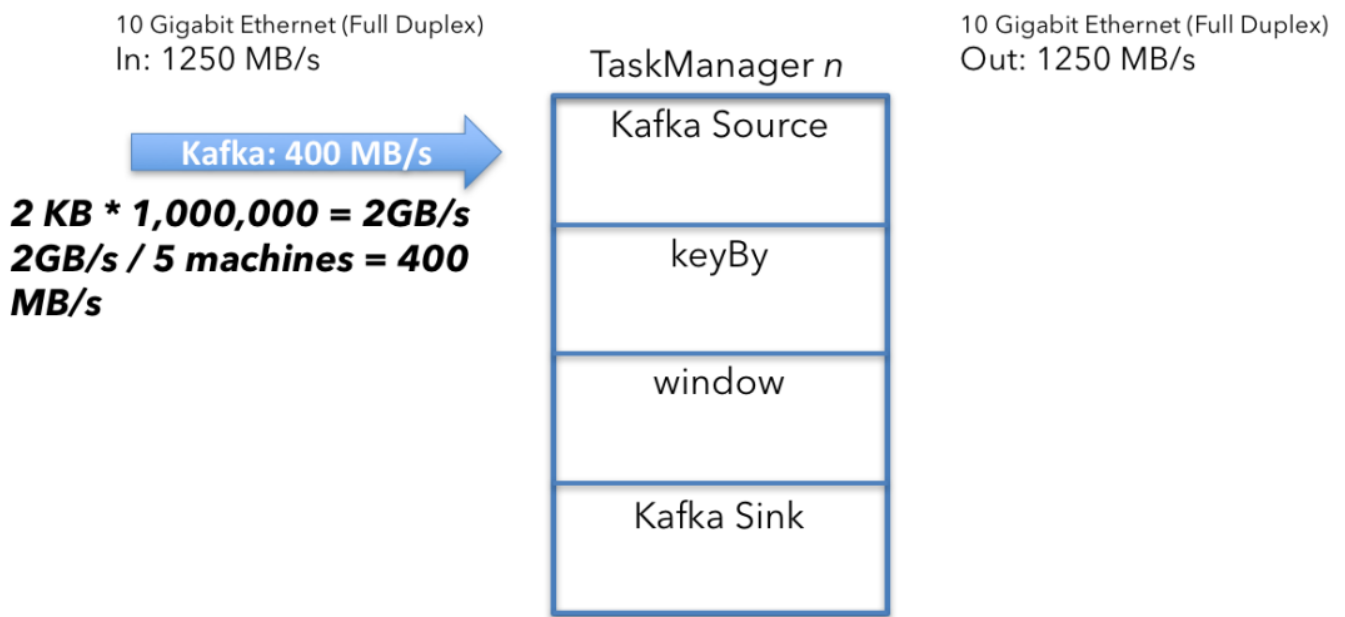 10 Gigabit Ethernet (Full Duplex)
In: 1250 MB/s
10 Gigabit Ethernet (Full Duplex)
Out: 1250 MB/s
TaskManager n
Kafka Source
Kafka: 400 MB/s
2 KB * 1,000,000 = 2GB/s
2GB/s / 5 machines = 400
MB/s
keyBy
window
Kafka Sink